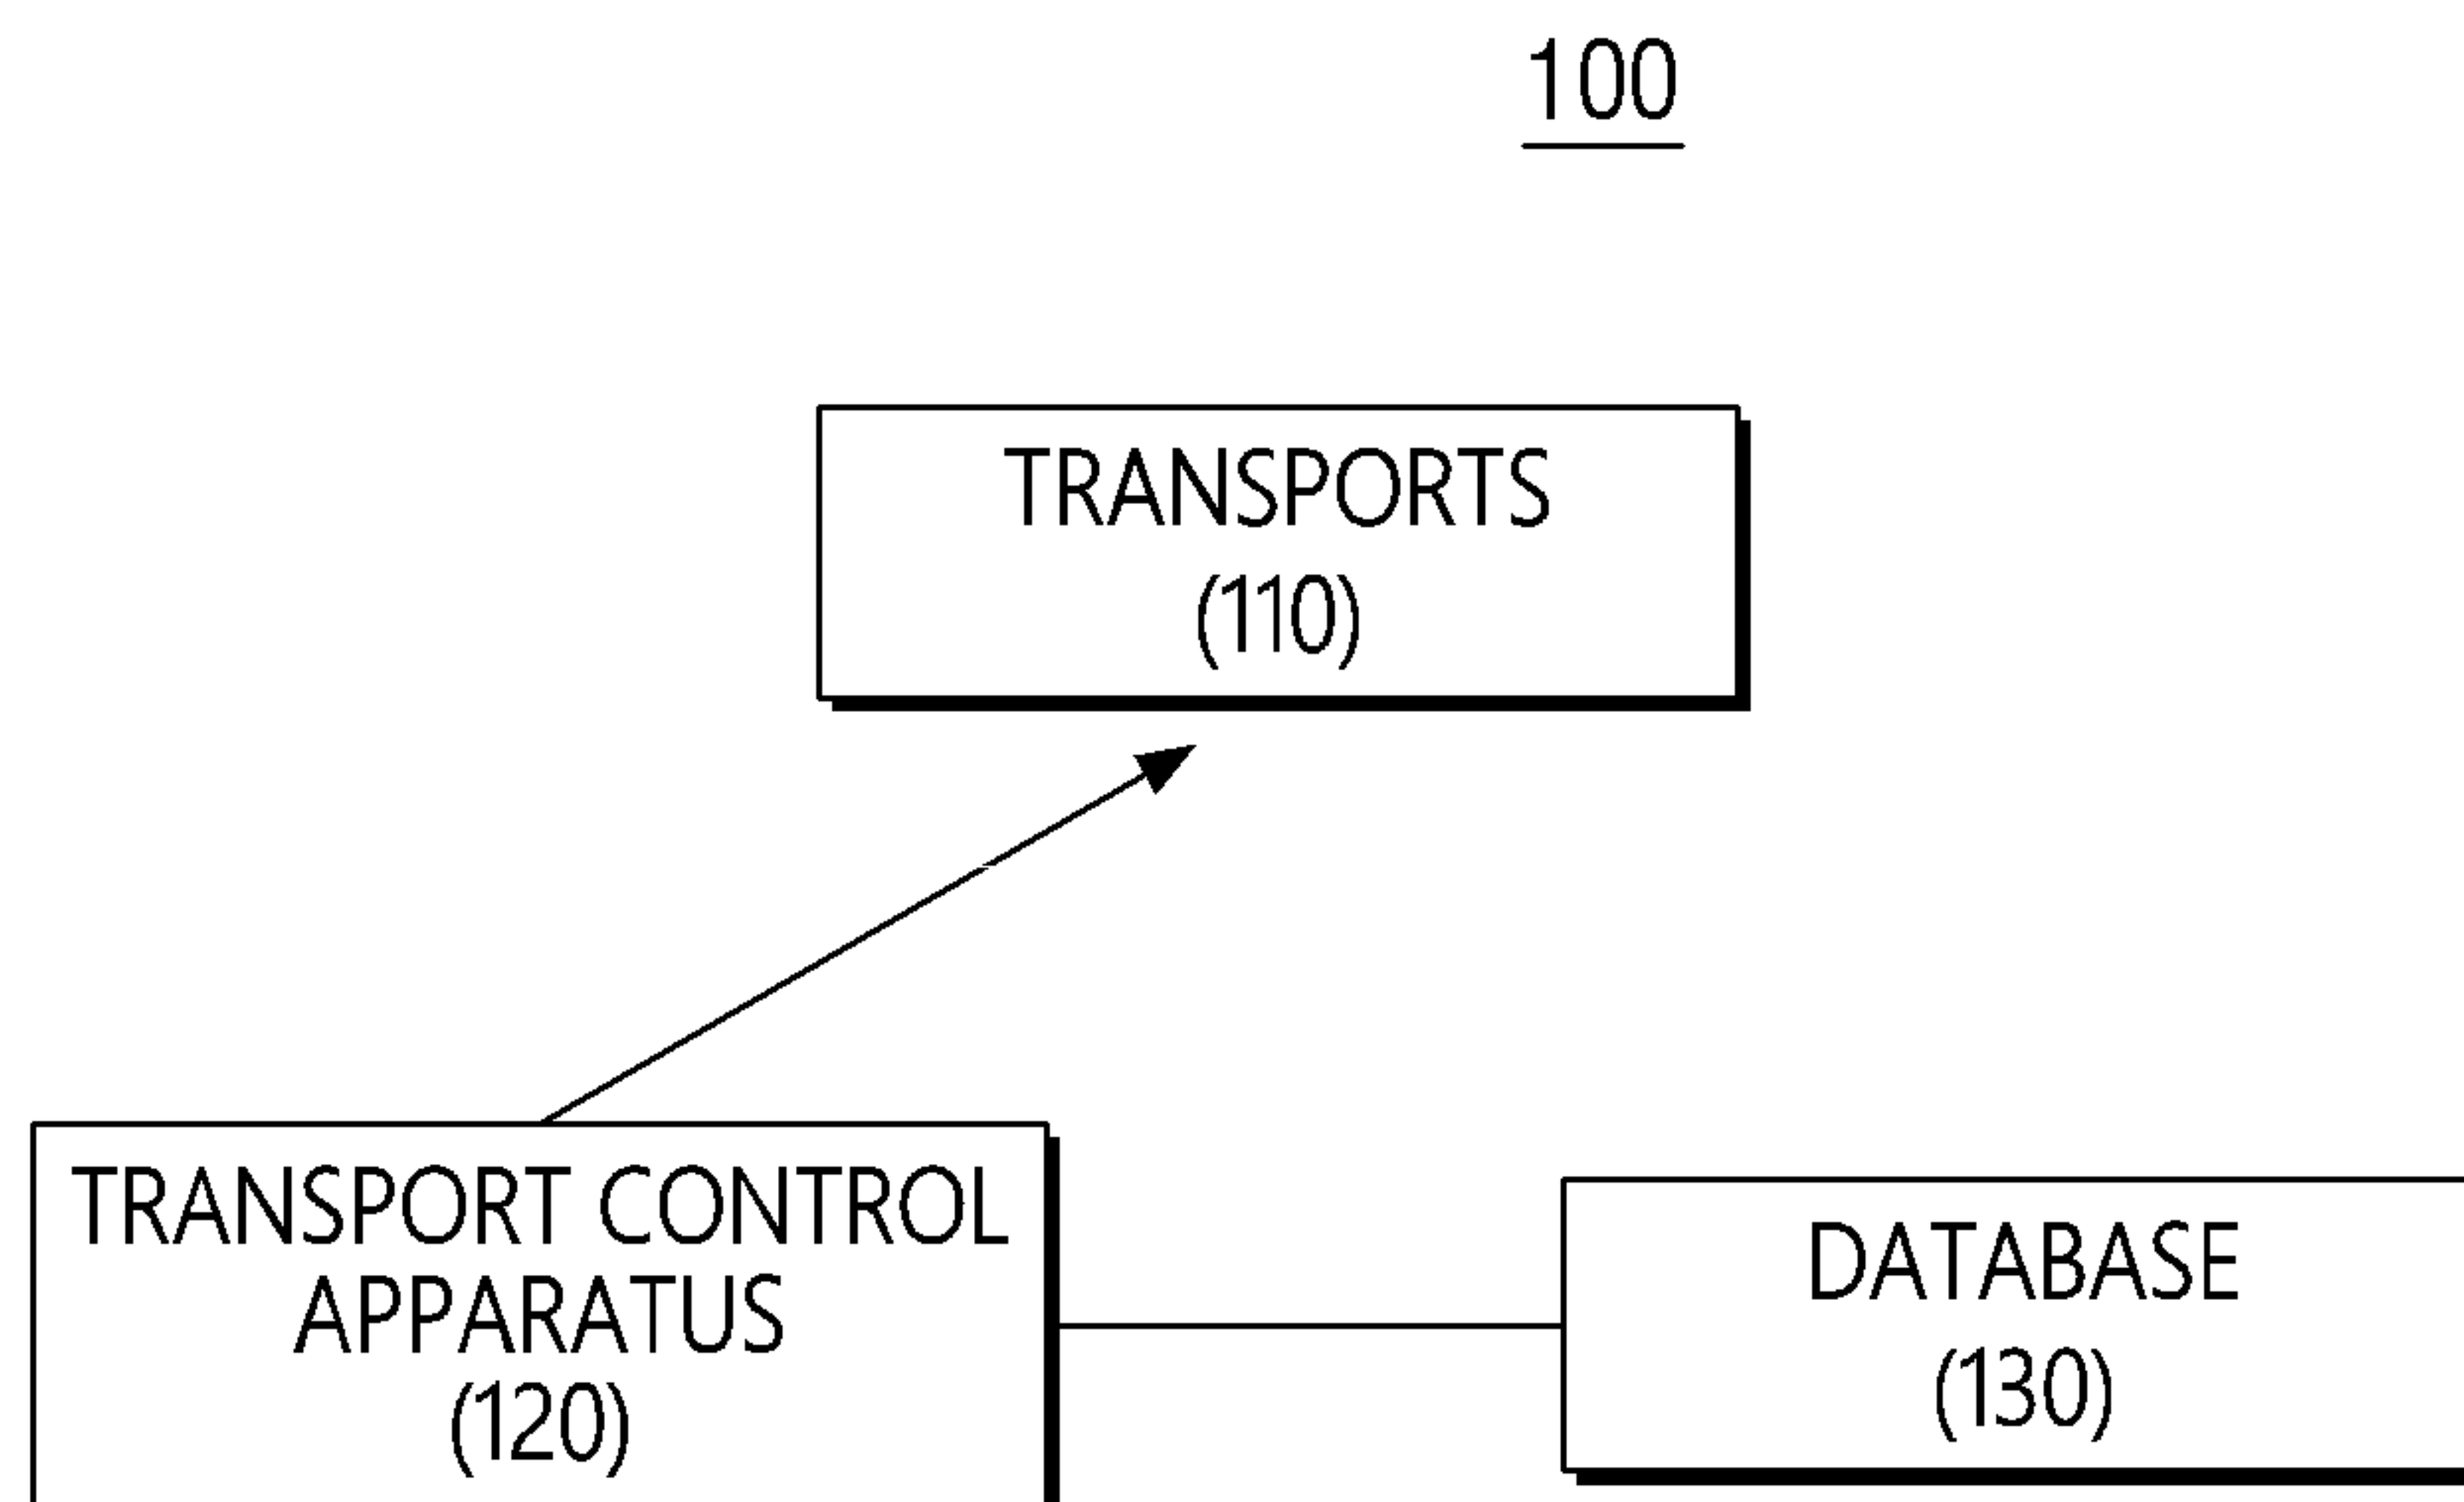 100
TRANSPORTS
(110)
TRANSPORT CONTROL
APPARATUS
(120)
DATABASE
(130)